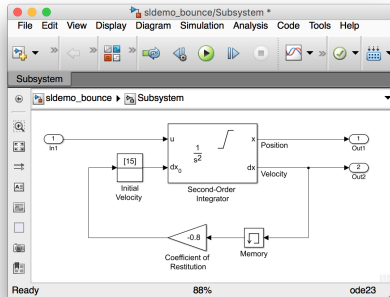 sldemo_bounce/Subsystem *
File Edit View Display Diagram Simulation Analysis Code Tools Help
Subsystem
sldemo_bounce Subsystem
1
In1
u
dx0
1
s2
x
dx
Position
Velocity
1
Out1
2
Out2
[15]
Initial
Velocity
Second-Order
Integrator
-0.8
Coefficient of
Restitution
Memory
Ready 88% ode23